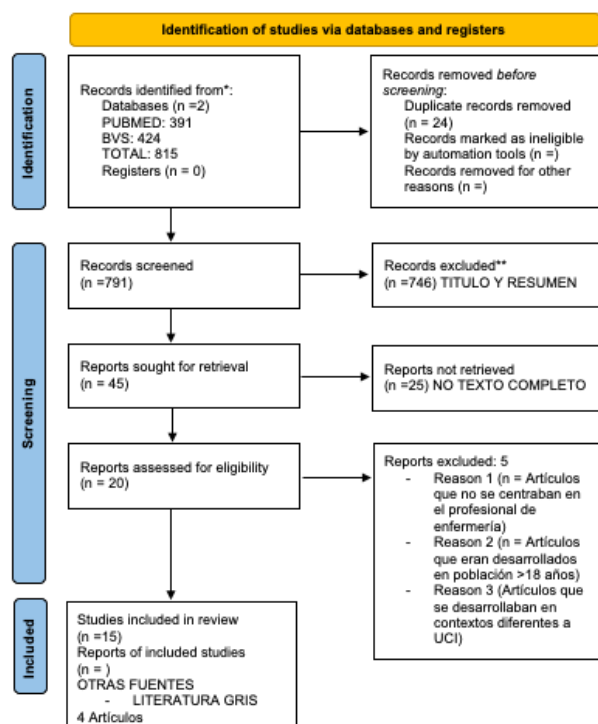 Identification of studies via databases and registers
Identification
Records identified from*:
Databases (n =2)
PUBMED: 391
BVS: 424
TOTAL: 815
Registers (n = 0)
Records removed before
screening:
Duplicate records removed
(n = 24)
Records marked as ineligible
by automation tools (n =)
Records removed for other
reasons (n =)
Screening
Records screened
(n =791)
Records excluded**
(n =746) TITULO Y RESUMEN
Reports sought for retrieval
(n = 45)
Reports not retrieved
(n =25) NO TEXTO COMPLETO
Reports assessed for eligibility
(n = 20)
Reports excluded: 5
- Reason 1 (n = Artículos
que no se centraban en
el profesional de
enfermería)
- Reason 2 (n = Artículos
que eran desarrollados
en población >18 años)
- Reason 3 (Artículos que
se desarrollaban en
contextos diferentes a
UCI)
Included
Studies included in review
(n =15)
Reports of included studies
(n = )
OTRAS FUENTES
- LITERATURA GRIS
4 Artículos